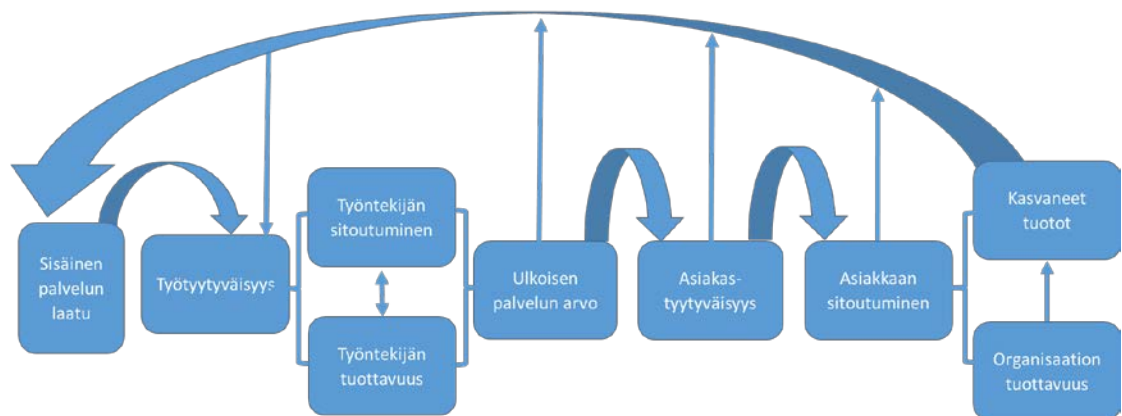 Sisäinen
palvelun
laatu
Työtyytyväisyys
Työntekijän
sitoutuminen
Työntekijän
tuottavuus
Ulkoisen
palvelun arvo
Asiakas-
tyytyväisyys
Asiakkaan
sitoutuminen
Kasvaneet
tuotot
Organisaation
tuottavuus